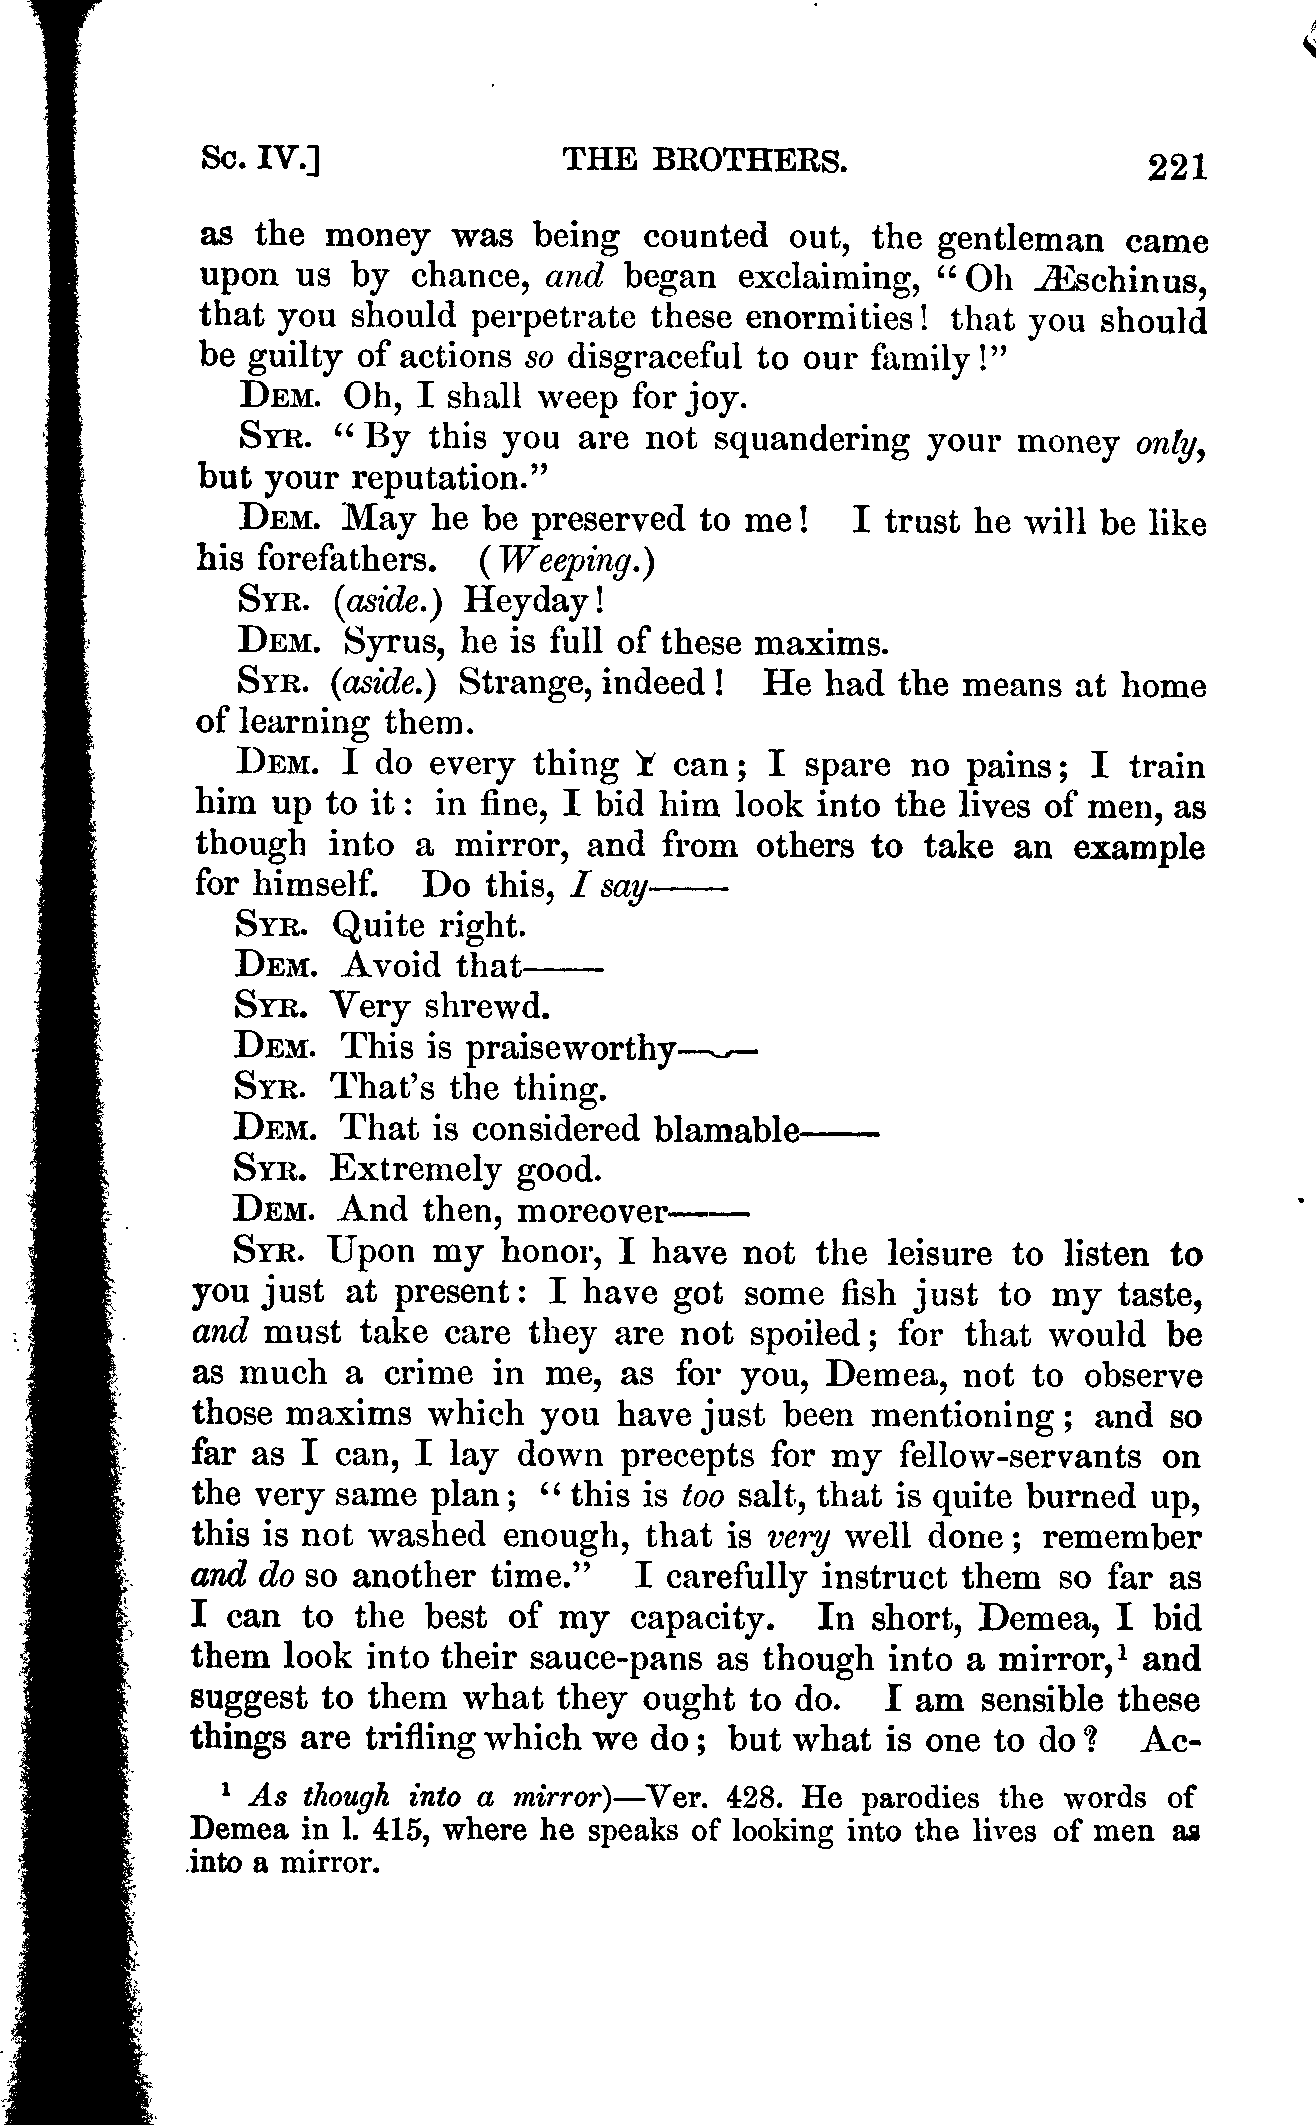 Sc. IV.] THE BROTHERS. 221
as the money was being counted out, the gentleman came
upon us by chance, and began exclaiming, "Oh Æschinus,
that you should perpetrate these enormities! that you should
be guilty of actions so disgraceful to our family!"
DEM. Oh, I shall weep for joy.
SYR. "By this you are not squandering your money only,
but your reputation."
DEM. May he be preserved to me! I trust he will be like
his forefathers. (Weeping.)
SYR. (aside.) Heyday!
DEM. Syrus, he is full of these maxims.
SYR. (aside.) Strange, indeed! He had the means at home
of learning them.
DEM. I do every thing I can; I spare no pains; I train
him up to it: in fine, I bid him look into the lives of men, as
though into a mirror, and from others to take an example
for himself. Do this, I say——
SYR. Quite right.
DEM. Avoid that——
SYR. Very shrewd.
DEM. This is praiseworthy——
SYR. That's the thing.
DEM. That is considered blamable——
SYR. Extremely good.
DEM. And then, moreover——
SYR. Upon my honor, I have not the leisure to listen to
you just at present: I have got some fish just to my taste,
and must take care they are not spoiled; for that would be
as much a crime in me, as for you, Demea, not to observe
those maxims which you have just been mentioning; and so
far as I can, I lay down precepts for my fellow-servants on
the very same plan; "this is too salt, that is quite burned up,
this is not washed enough, that is very well done; remember
and do so another time." I carefully instruct them so far as
I can to the best of my capacity. In short, Demea, I bid
them look into their sauce-pans as though into a mirror,¹ and
suggest to them what they ought to do. I am sensible these
things are trifling which we do; but what is one to do? Ac-
¹ As though into a mirror)—Ver. 428. He parodies the words of
Demea in l. 415, where he speaks of looking into the lives of men as
into a mirror.